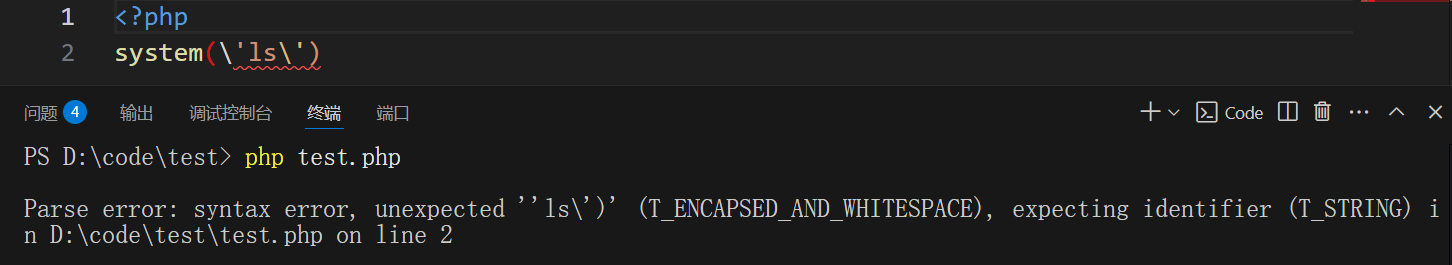 1 <?php
2 system(\'ls\')
问题 4 输出 调试控制台 终端 端口 Code
PS D:\code\test> php test.php
Parse error: syntax error, unexpected ''ls\')' (T_ENCAPSED_AND_WHITESPACE), expecting identifier (T_STRING) i
n D:\code\test\test.php on line 2